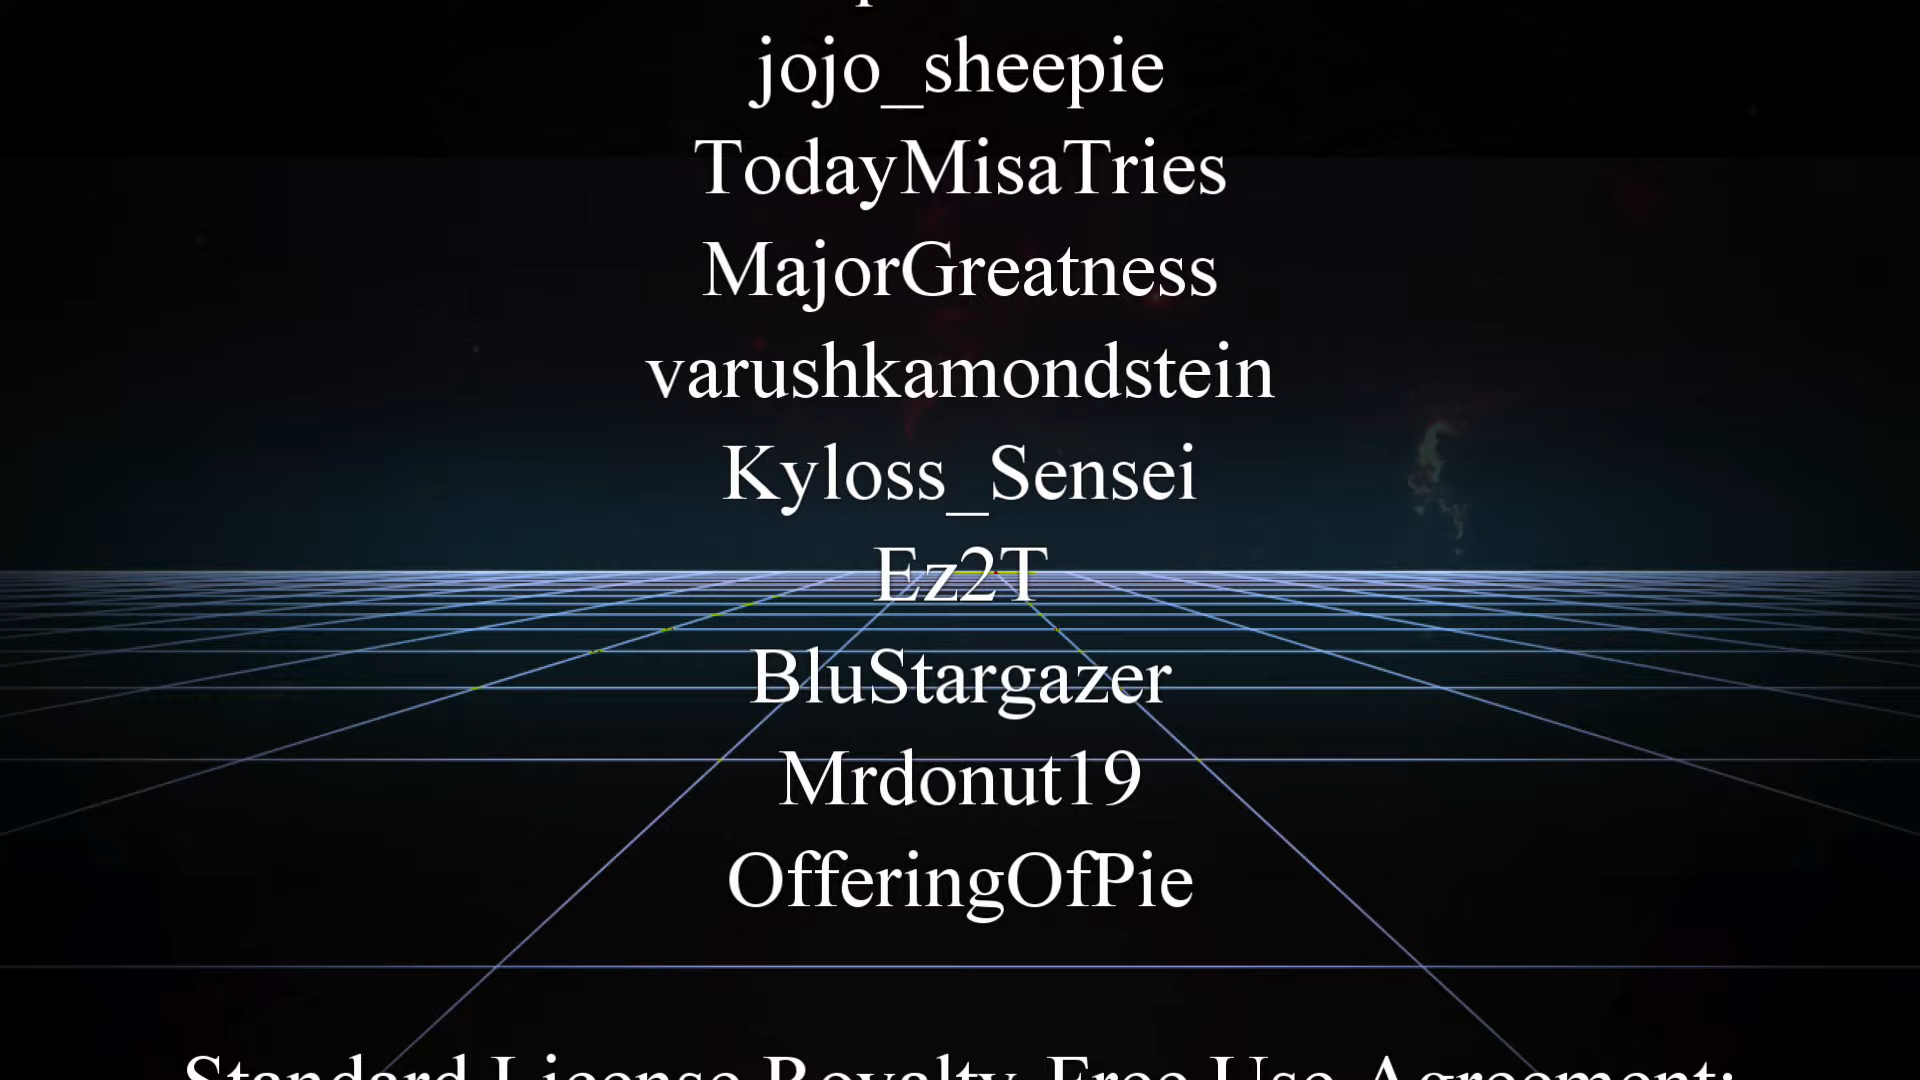 jojo_sheepie
TodayMisaTries
MajorGreatness
varushkamondstein
Kyloss_Sensei
Ez2T
BluStargazer
Mrdonut19
OfferingOfPie
Standard License Royalty-Free Use Agreement: